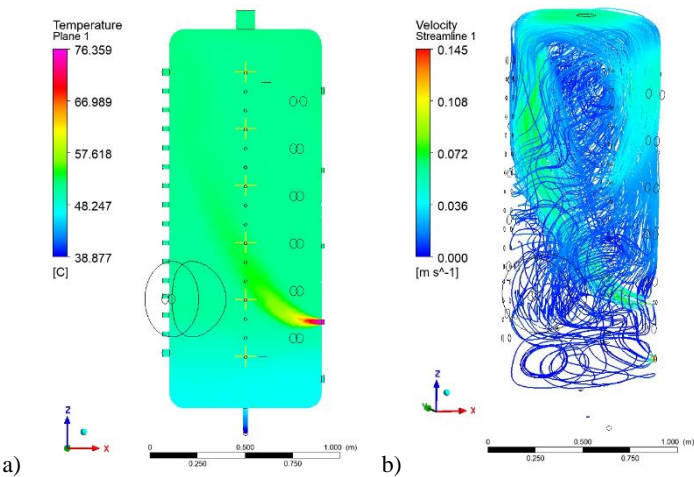 Temperature
Plane 1
76.359
66.989
57.618
48.247
38.877
[C]
Z
X
0
0.500
1.000 (m)
0.250
0.750
a)
Velocity
Streamline 1
0.145
0.108
0.072
0.036
0.000
[m s^-1]
Z
X
0
0.500
1.000 (m)
0.250
0.750
b)